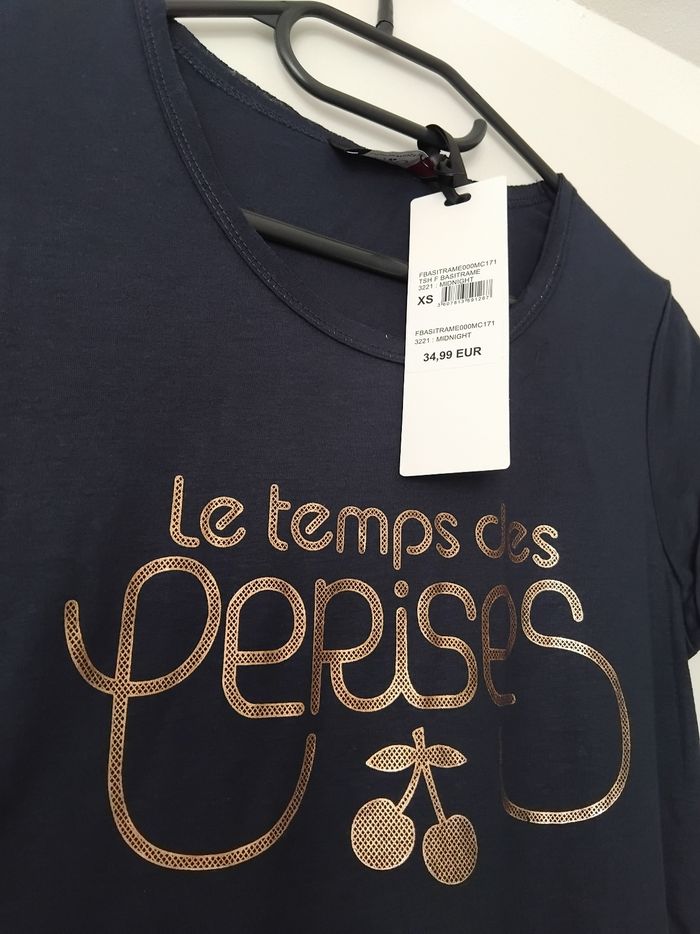 FBASITRAME000MC171
TSH F BASITRAME
3221 : MIDNIGHT
XS
FBASITRAME000MC171
3221 : MIDNIGHT
34,99 EUR
Le temps des
CERISES